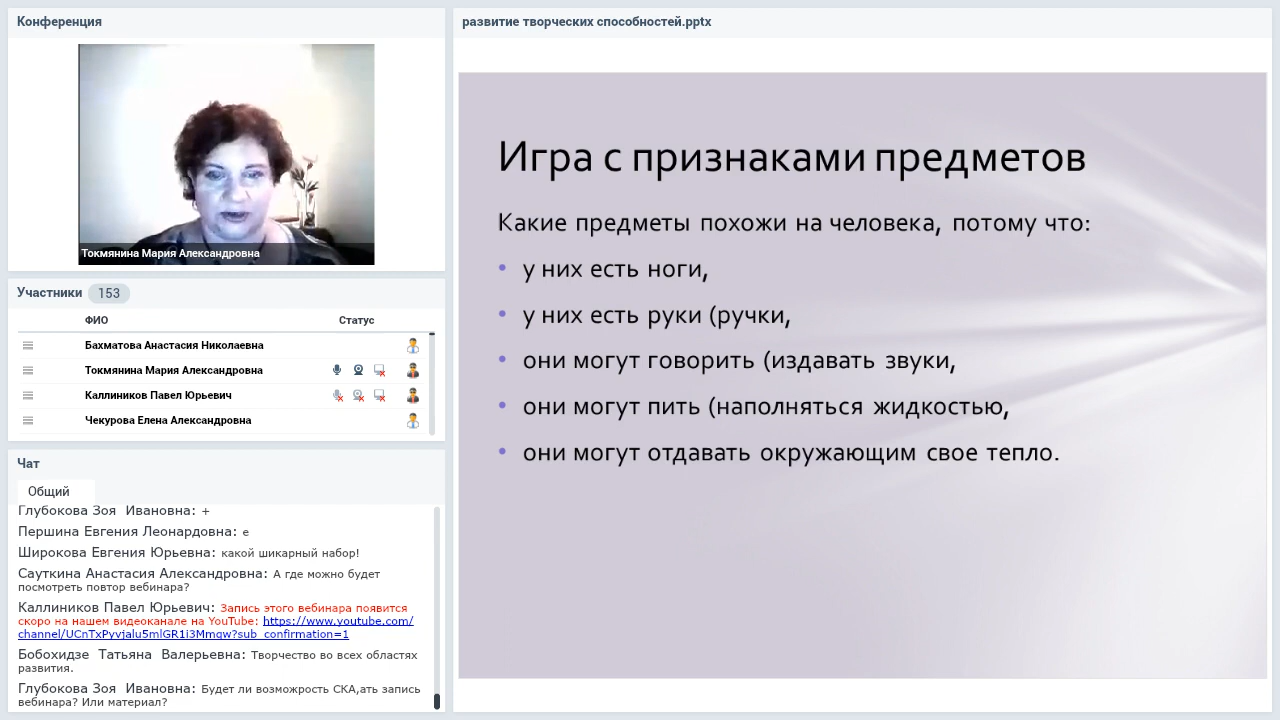 Конференция
Токмянина Мария Александровна
Участники 153
ФИО Статус
Бахматова Анастасия Николаевна
Токмянина Мария Александровна
Каллиников Павел Юрьевич
Чекурова Елена Александровна
Чат
Общий
Глубокова Зоя Ивановна: +
Першина Евгения Леонардовна: е
Широкова Евгения Юрьевна: какой шикарный набор!
Сауткина Анастасия Александровна: А где можно будет
посмотреть повтор вебинара?
Каллиников Павел Юрьевич: Запись этого вебинара появится
скоро на нашем видеоканале на YouTube: https://www.youtube.com/
channel/UCnTxPyvjalu5mlGR1i3Mmqw?sub_confirmation=1
Бобохидзе Татьяна Валерьевна: Творчество во всех областях
развития.
Глубокова Зоя Ивановна: Будет ли возможрость СКА,ать запись
вебинара? Или материал?
развитие творческих способностей.pptx
Игра с признаками предметов
Какие предметы похожи на человека, потому что:
• у них есть ноги,
• у них есть руки (ручки,
• они могут говорить (издавать звуки,
• они могут пить (наполняться жидкостью,
• они могут отдавать окружающим свое тепло.